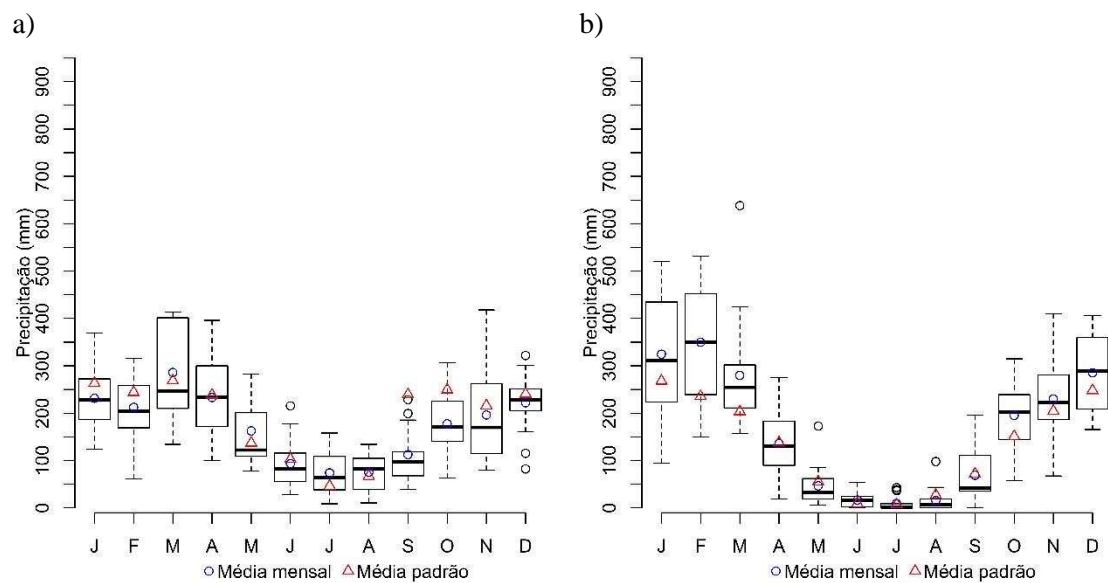 a)
b)
Precipitação (mm)
0 100 200 300 400 500 600 700 800 900
J F M A M J J A S O N D
Média mensal Média padrão
Precipitação (mm)
0 100 200 300 400 500 600 700 800 900
J F M A M J J A S O N D
Média mensal Média padrão